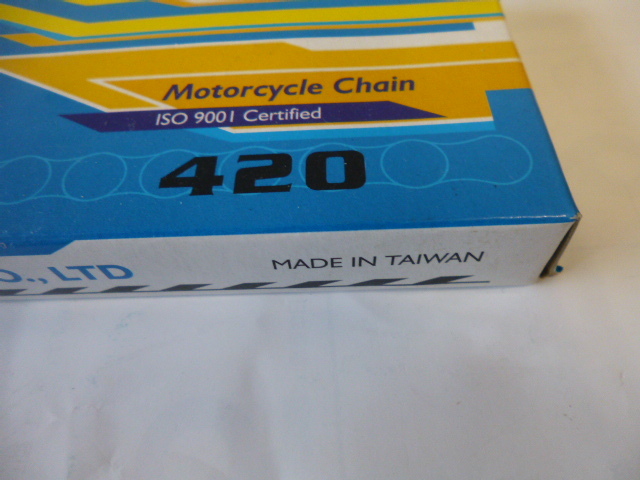 Motorcycle Chain
ISO 9001 Certified
420
O., LTD
MADE IN TAIWAN